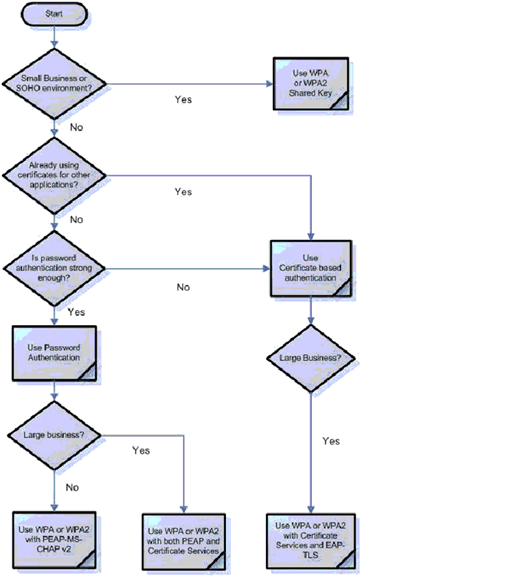 Start
Small Business or
SOHO environment?
Yes
Use WPA
or WPA2
Shared Key
No
Already using
certificates for other
applications?
Yes
No
Is password
authentication strong
enough?
No
Use
Certificate based
authentication
Yes
Use Password
Authentication
Large Business?
Large business?
Yes
Yes
No
Use WPA or WPA2
with PEAP-MS-
CHAP v2
Use WPA or WPA2
with both PEAP and
Certificate Services
Use WPA or WPA2
with Certificate
Services and EAP-
TLS